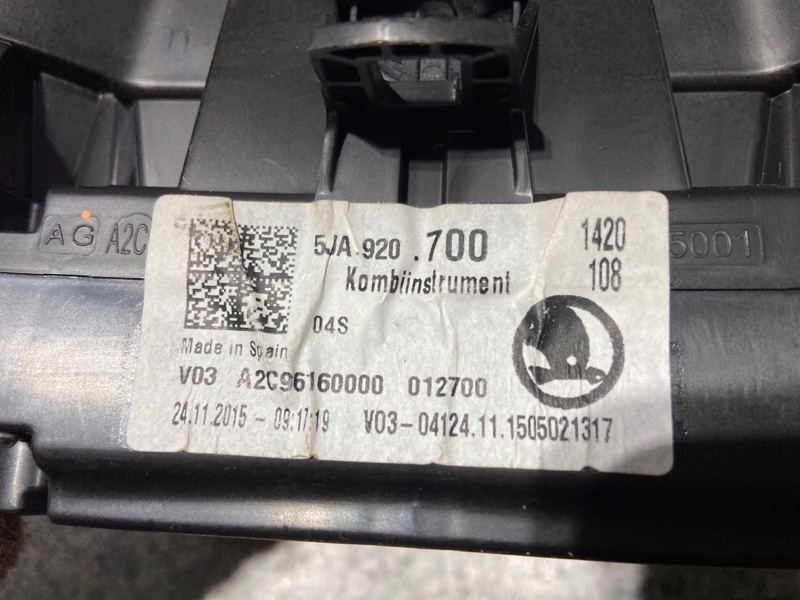 5JA 920 .700 1420
Kombiinstrument 108
04S
Made in Spain
V03 A2C96160000 012700
24.11.2015 - 09:17:19 V03-04124.11.1505021317
AG A2C 5001